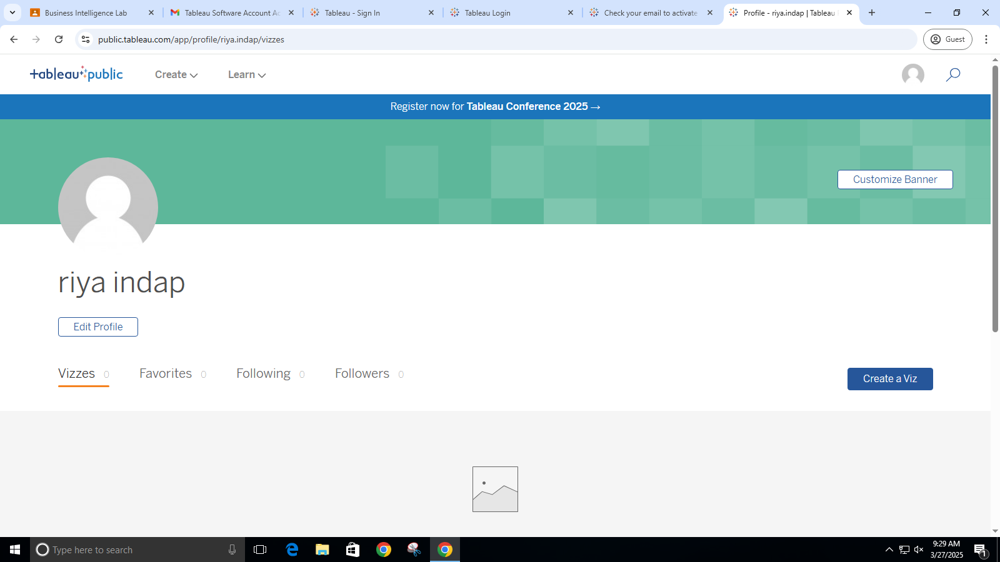 Business Intelligence Lab
Tableau Software Account Ac
Tableau - Sign In
Tableau Login
Check your email to activate
Profile - riya.indap | Tableau
public.tableau.com/app/profile/riya.indap/vizzes
Guest
tableau public
Create
Learn
Register now for Tableau Conference 2025 →
Customize Banner
riya indap
Edit Profile
Vizzes 0
Favorites 0
Following 0
Followers 0
Create a Viz
Type here to search
9:29 AM
3/27/2025
1